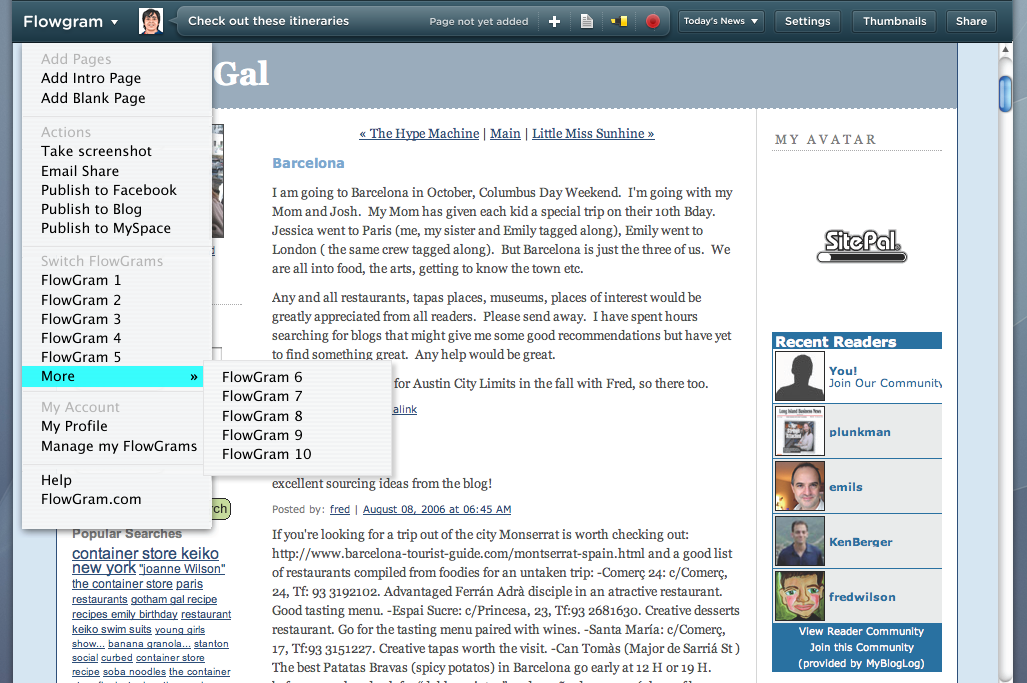 Flowgram
Check out these itineraries
Page not yet added
Today's News
Settings
Thumbnails
Share
Add Pages
Add Intro Page
Add Blank Page
Actions
Take screenshot
Email Share
Publish to Facebook
Publish to Blog
Publish to MySpace
Switch FlowGrams
FlowGram 1
FlowGram 2
FlowGram 3
FlowGram 4
FlowGram 5
More »
FlowGram 6
FlowGram 7
FlowGram 8
FlowGram 9
FlowGram 10
My Account
My Profile
Manage my FlowGrams
Help
FlowGram.com
Gal
« The Hype Machine | Main | Little Miss Sunhine »
Barcelona
I am going to Barcelona in October, Columbus Day Weekend. I'm going with my
Mom and Josh. My Mom has given each kid a special trip on their 10th Bday.
Jessica went to Paris (me, my sister and Emily tagged along), Emily went to
London ( the same crew tagged along). But Barcelona is just the three of us. We
are all into food, the arts, getting to know the town etc.
Any and all restaurants, tapas places, museums, places of interest would be
greatly appreciated from all readers. Please send away. I have spent hours
searching for blogs that might give me some good recommendations but have yet
to find something great. Any help would be great.
for Austin City Limits in the fall with Fred, so there too.
alink
excellent sourcing ideas from the blog!
Posted by: fred | August 08, 2006 at 06:45 AM
If you're looking for a trip out of the city Monserrat is worth checking out:
http://www.barcelona-tourist-guide.com/montserrat-spain.html and a good list
of restaurants compiled from foodies for an untaken trip: -Comerç 24: c/Comerç,
24, Tf: 93 3192102. Advantaged Ferrán Adrà disciple in an atractive restaurant.
Good tasting menu. -Espai Sucre: c/Princesa, 23, Tf:93 2681630. Creative desserts
restaurant. Go for the tasting menu paired with wines. -Santa María: c/Comerç,
17, Tf:93 3151227. Creative tapas worth the visit. -Can Tomàs (Major de Sarriá St )
The best Patatas Bravas (spicy potatos) in Barcelona go early at 12 H or 19 H.
ch
Popular Searches
container store keiko
new york "joanne Wilson"
the container store paris
restaurants gotham gal recipe
recipes emily birthday restaurant
keiko swim suits young girls
show... banana granola... stanton
social curbed container store
recipe soba noodles the container
MY AVATAR
SitePal
Recent Readers
You!
Join Our Community
Long Island Business News
plunkman
emils
KenBerger
fredwilson
View Reader Community
Join this Community
(provided by MyBlogLog)